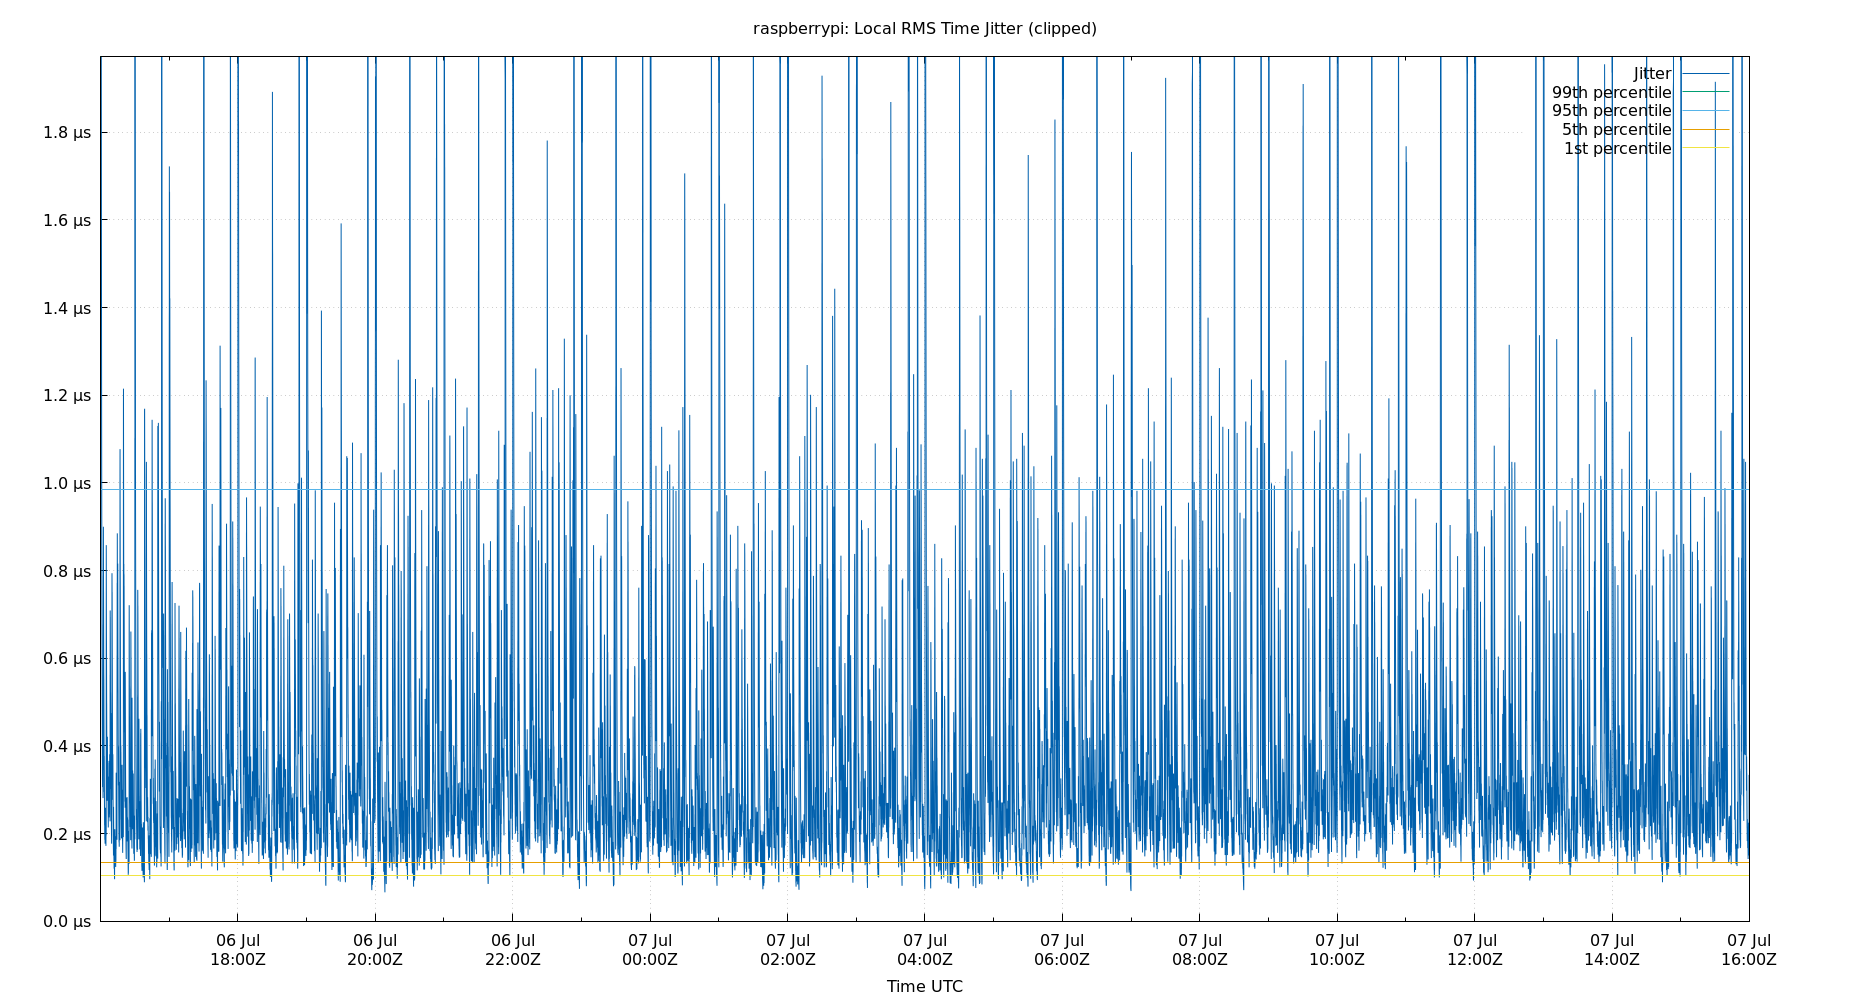 raspberrypi: Local RMS Time Jitter (clipped)
Jitter
99th percentile
95th percentile
5th percentile
1st percentile
1.8 µs
1.6 µs
1.4 µs
1.2 µs
1.0 µs
0.8 µs
0.6 µs
0.4 µs
0.2 µs
0.0 µs
06 Jul 06 Jul 06 Jul 07 Jul 07 Jul 07 Jul 07 Jul 07 Jul 07 Jul 07 Jul 07 Jul 07 Jul
18:00Z 20:00Z 22:00Z 00:00Z 02:00Z 04:00Z 06:00Z 08:00Z 10:00Z 12:00Z 14:00Z 16:00Z
Time UTC